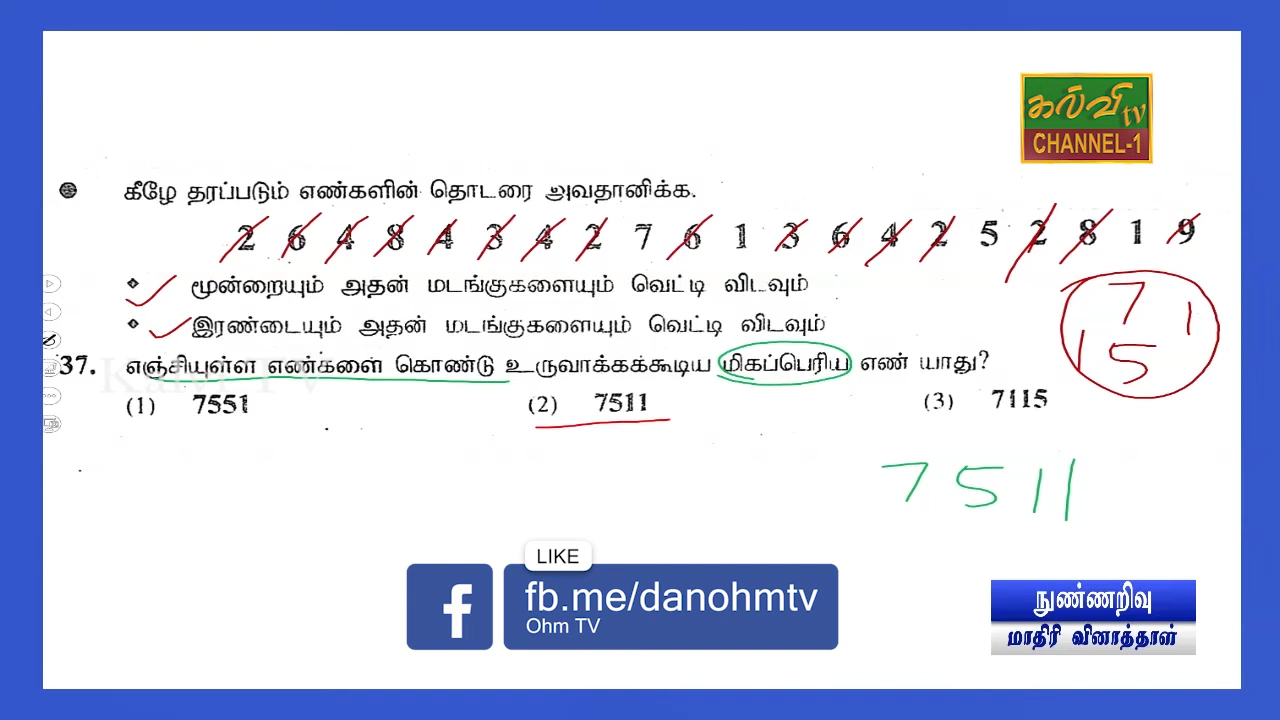 கல்வி tv
CHANNEL-1
கீழே தரப்படும் எண்களின் தொடரை அவதானிக்க.
2 6 4 8 4 3 4 2 7 6 1 3 6 4 2 5 2 8 1 9
மூன்றையும் அதன் மடங்குகளையும் வெட்டி விடவும்
இரண்டையும் அதன் மடங்குகளையும் வெட்டி விடவும்
7 1
1 5
37. எஞ்சியுள்ள எண்களை கொண்டு உருவாக்கக்கூடிய மிகப்பெரிய எண் யாது?
Kalvi TV
(1) 7551 (2) 7511 (3) 7115
7511
LIKE
fb.me/danohmtv
Ohm TV
நுண்ணறிவு
மாதிரி வினாத்தாள்